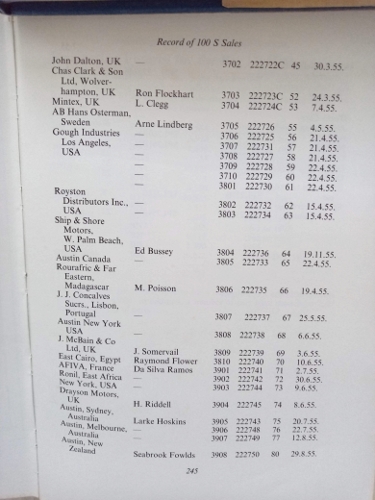 Record of 100 S Sales
John Dalton, UK — 3702 222722C 45 30.3.55.
Chas Clark & Son
Ltd, Wolver-
hampton, UK Ron Flockhart 3703 222723C 52 24.3.55.
Mintex, UK L. Clegg 3704 222724C 53 7.4.55.
AB Hans Osterman,
Sweden Arne Lindberg 3705 222726 55 4.5.55.
Gough Industries — 3706 222725 56 21.4.55.
Los Angeles, — 3707 222731 57 21.4.55.
USA — 3708 222727 58 21.4.55.
— 3709 222728 59 22.4.55.
— 3710 222729 60 22.4.55.
— 3801 222730 61 22.4.55.
Royston
Distributors Inc., — 3802 222732 62 15.4.55.
USA — 3803 222734 63 15.4.55.
Ship & Shore
Motors,
W. Palm Beach,
USA Ed Bussey 3804 222736 64 19.11.55.
Austin Canada — 3805 222733 65 22.4.55.
Rourafric & Far
Eastern,
Madagascar M. Poisson 3806 222735 66 19.4.55.
J. J. Concalves
Sucrs., Lisbon,
Portugal — 3807 222737 67 25.5.55.
Austin New York
USA — 3808 222738 68 6.6.55.
J. McBain & Co
Ltd, UK J. Somervail 3809 222739 69 3.6.55.
East Cairo, Egypt Raymond Flower 3810 222740 70 10.6.55.
AFIVA, France Da Silva Ramos 3901 222741 71 2.7.55.
Ronil, East Africa — 3902 222742 72 30.6.55.
New York, USA — 3903 222744 73 9.6.55.
Drayson Motors,
UK H. Riddell 3904 222745 74 8.6.55.
Austin, Sydney,
Australia Larke Hoskins 3905 222743 75 20.7.55.
Austin, Melbourne, — 3906 222748 76 22.7.55.
Australia — 3907 222749 77 12.8.55.
Austin, New
Zealand Seabrook Fowlds 3908 222750 80 29.8.55.
245